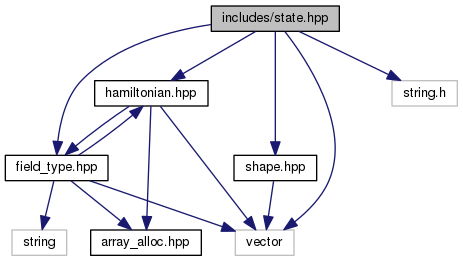 includes/state.hpp
hamiltonian.hpp
string.h
field_type.hpp
shape.hpp
string
array_alloc.hpp
vector